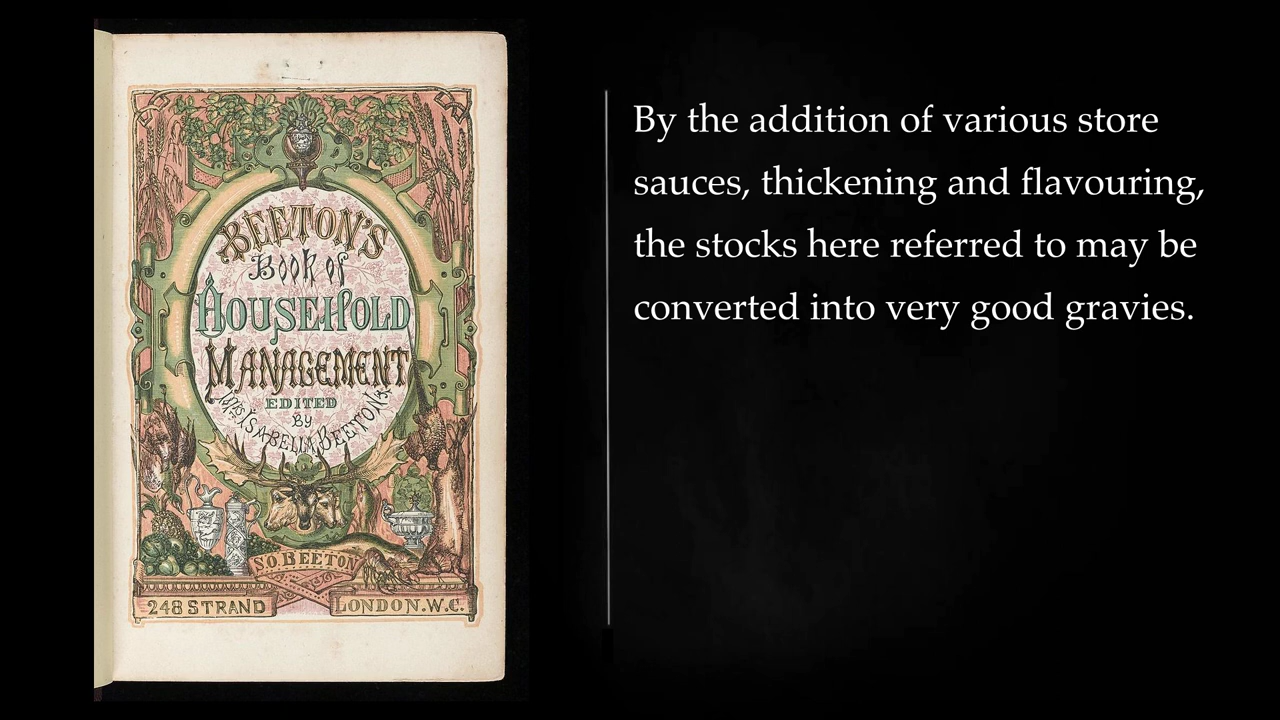 BEETON'S
Book of
HOUSEHOLD
MANAGEMENT
EDITED
BY
MRS ISABELLA BEETON
S.O. BEETON
248 STRAND
LONDON.W.C.
By the addition of various store
sauces, thickening and flavouring,
the stocks here referred to may be
converted into very good gravies.